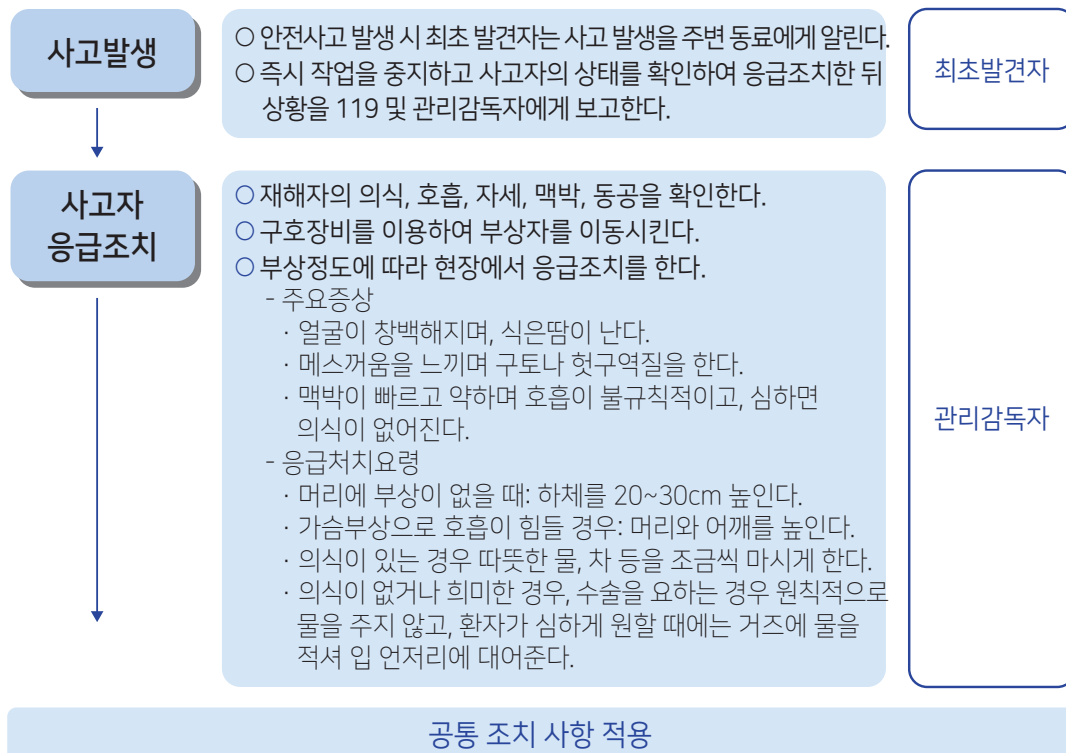 사고발생
○ 안전사고 발생 시 최초 발견자는 사고 발생을 주변 동료에게 알린다.
○ 즉시 작업을 중지하고 사고자의 상태를 확인하여 응급조치한 뒤
상황을 119 및 관리감독자에게 보고한다.
최초발견자
사고자
응급조치
○ 재해자의 의식, 호흡, 자세, 맥박, 동공을 확인한다.
○ 구호장비를 이용하여 부상자를 이동시킨다.
○ 부상정도에 따라 현장에서 응급조치를 한다.
- 주요증상
· 얼굴이 창백해지며, 식은땀이 난다.
· 메스꺼움을 느끼며 구토나 헛구역질을 한다.
· 맥박이 빠르고 약하며 호흡이 불규칙적이고, 심하면
의식이 없어진다.
- 응급처치요령
· 머리에 부상이 없을 때: 하체를 20~30cm 높인다.
· 가슴부상으로 호흡이 힘들 경우: 머리와 어깨를 높인다.
· 의식이 있는 경우 따뜻한 물, 차 등을 조금씩 마시게 한다.
· 의식이 없거나 희미한 경우, 수술을 요하는 경우 원칙적으로
물을 주지 않고, 환자가 심하게 원할 때에는 거즈에 물을
적셔 입 언저리에 대어준다.
관리감독자
공통 조치 사항 적용